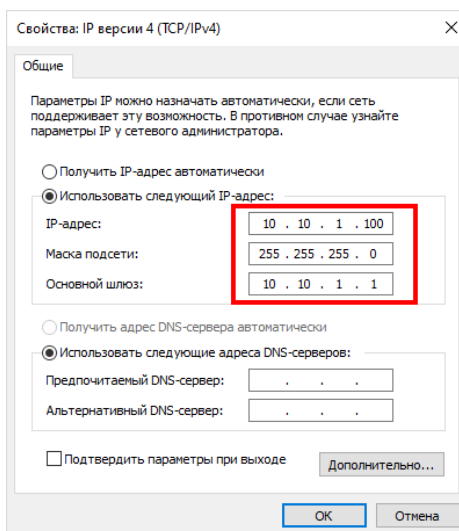 Свойства: IP версии 4 (TCP/IPv4)
Общие
Параметры IP можно назначать автоматически, если сеть
поддерживает эту возможность. В противном случае узнайте
параметры IP у сетевого администратора.
Получить IP-адрес автоматически
Использовать следующий IP-адрес:
IP-адрес: 10 . 10 . 1 . 100
Маска подсети: 255 . 255 . 255 . 0
Основной шлюз: 10 . 10 . 1 . 1
Получить адрес DNS-сервера автоматически
Использовать следующие адреса DNS-серверов:
Предпочитаемый DNS-сервер: . . .
Альтернативный DNS-сервер: . . .
Подтвердить параметры при выходе Дополнительно...
ОК Отмена